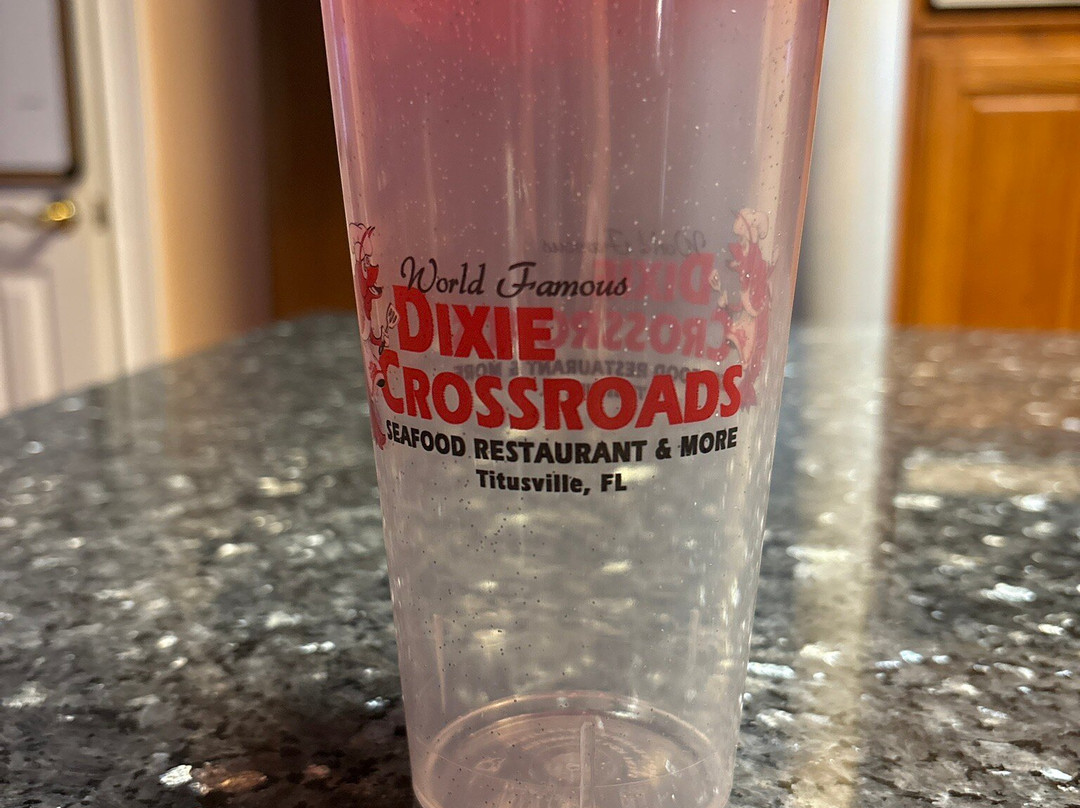 World Famous
DIXIE
CROSSROADS
SEAFOOD RESTAURANT & MORE
Titusville, FL